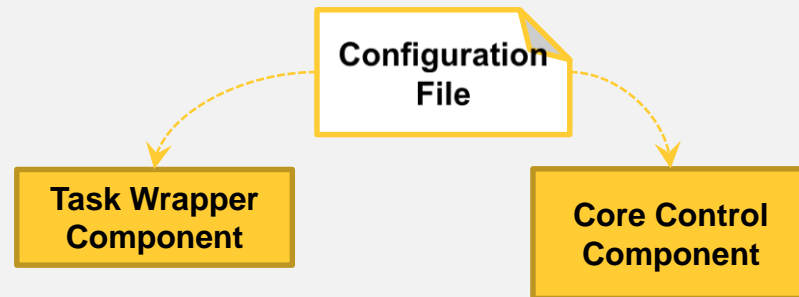 Configuration
File
Task Wrapper
Component
Core Control
Component